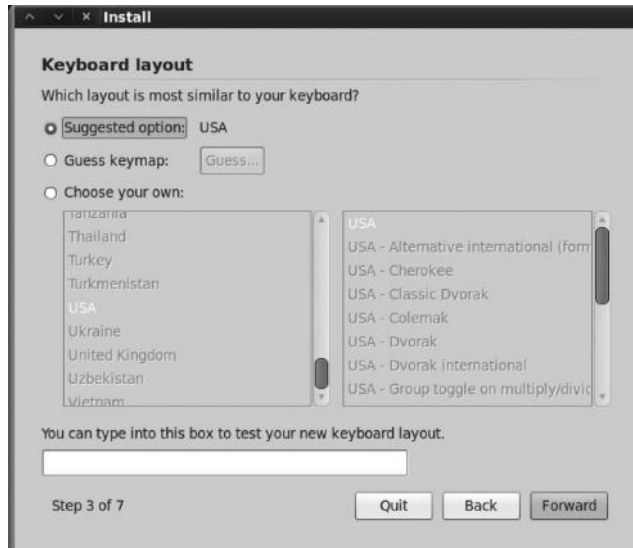 Install
Keyboard layout
Which layout is most similar to your keyboard?
Suggested option: USA
Guess keymap: Guess...
Choose your own:
Tanzania
Thailand
Turkey
Turkmenistan
USA
Ukraine
United Kingdom
Uzbekistan
Vietnam
USA
USA - Alternative international (form
USA - Cherokee
USA - Classic Dvorak
USA - Colemak
USA - Dvorak
USA - Dvorak international
USA - Group toggle on multiply/divid
You can type into this box to test your new keyboard layout.
Step 3 of 7
Quit Back Forward